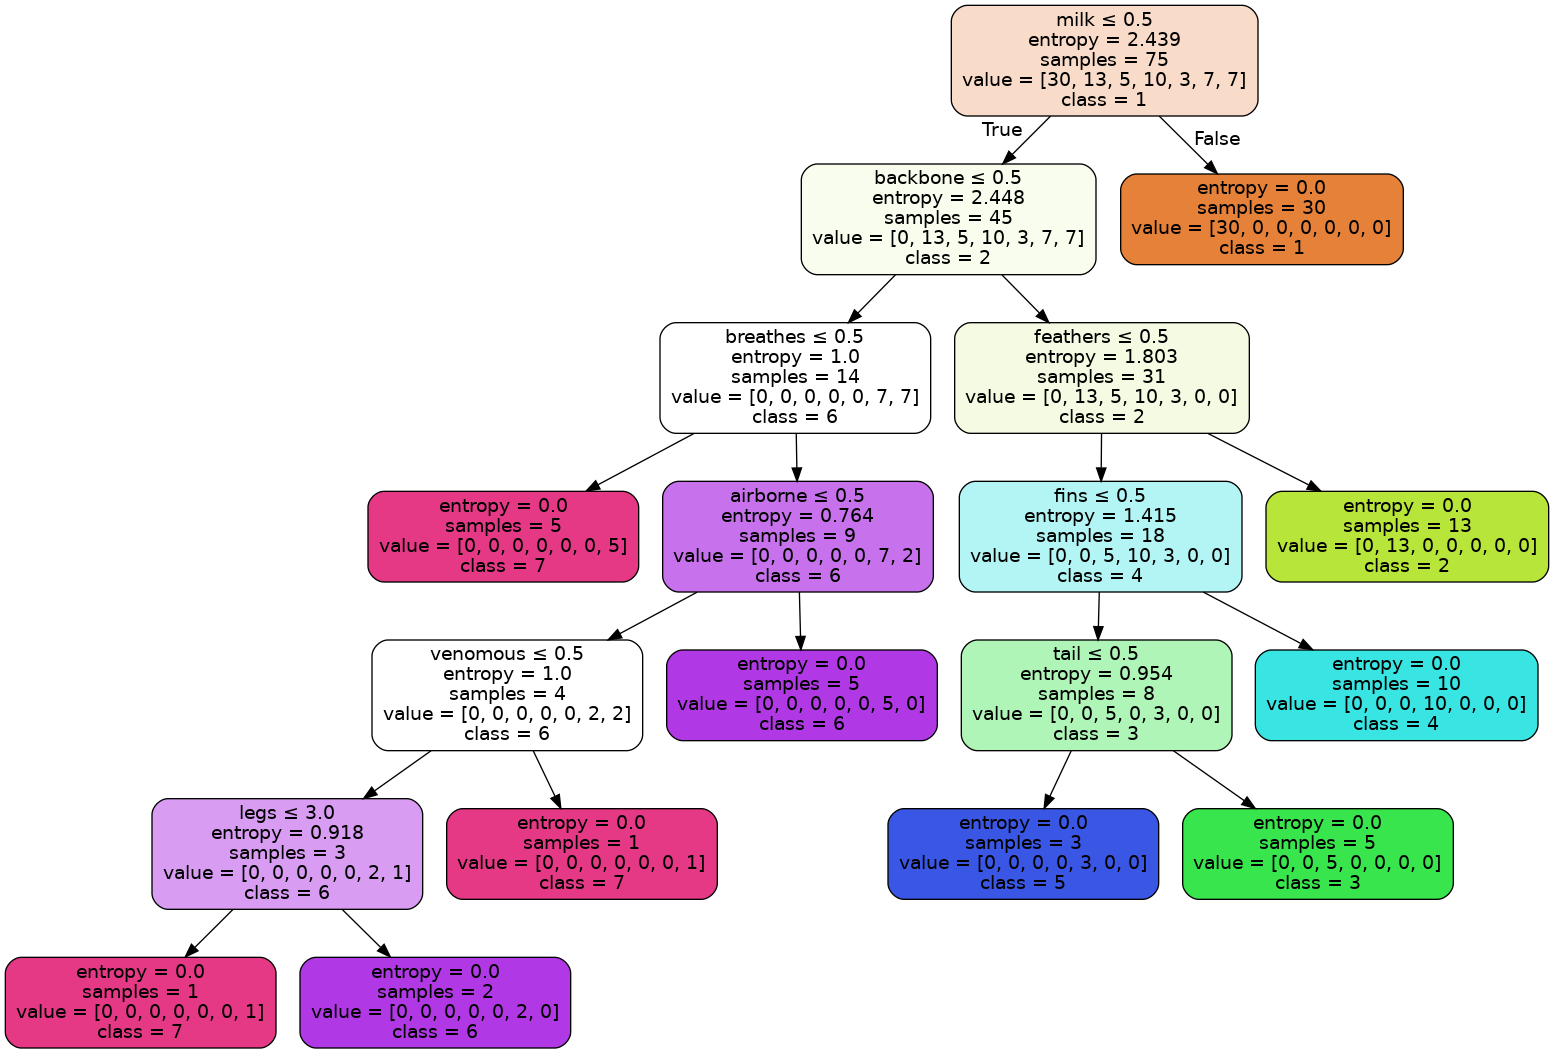 milk ≤ 0.5
entropy = 2.439
samples = 75
value = [30, 13, 5, 10, 3, 7, 7]
class = 1
True
False
backbone ≤ 0.5
entropy = 2.448
samples = 45
value = [0, 13, 5, 10, 3, 7, 7]
class = 2
entropy = 0.0
samples = 30
value = [30, 0, 0, 0, 0, 0, 0]
class = 1
breathes ≤ 0.5
entropy = 1.0
samples = 14
value = [0, 0, 0, 0, 0, 7, 7]
class = 6
feathers ≤ 0.5
entropy = 1.803
samples = 31
value = [0, 13, 5, 10, 3, 0, 0]
class = 2
entropy = 0.0
samples = 5
value = [0, 0, 0, 0, 0, 0, 5]
class = 7
airborne ≤ 0.5
entropy = 0.764
samples = 9
value = [0, 0, 0, 0, 0, 7, 2]
class = 6
fins ≤ 0.5
entropy = 1.415
samples = 18
value = [0, 0, 5, 10, 3, 0, 0]
class = 4
entropy = 0.0
samples = 13
value = [0, 13, 0, 0, 0, 0, 0]
class = 2
venomous ≤ 0.5
entropy = 1.0
samples = 4
value = [0, 0, 0, 0, 0, 2, 2]
class = 6
entropy = 0.0
samples = 5
value = [0, 0, 0, 0, 0, 5, 0]
class = 6
tail ≤ 0.5
entropy = 0.954
samples = 8
value = [0, 0, 5, 0, 3, 0, 0]
class = 3
entropy = 0.0
samples = 10
value = [0, 0, 0, 10, 0, 0, 0]
class = 4
legs ≤ 3.0
entropy = 0.918
samples = 3
value = [0, 0, 0, 0, 0, 2, 1]
class = 6
entropy = 0.0
samples = 1
value = [0, 0, 0, 0, 0, 0, 1]
class = 7
entropy = 0.0
samples = 3
value = [0, 0, 0, 0, 3, 0, 0]
class = 5
entropy = 0.0
samples = 5
value = [0, 0, 5, 0, 0, 0, 0]
class = 3
entropy = 0.0
samples = 1
value = [0, 0, 0, 0, 0, 0, 1]
class = 7
entropy = 0.0
samples = 2
value = [0, 0, 0, 0, 0, 2, 0]
class = 6